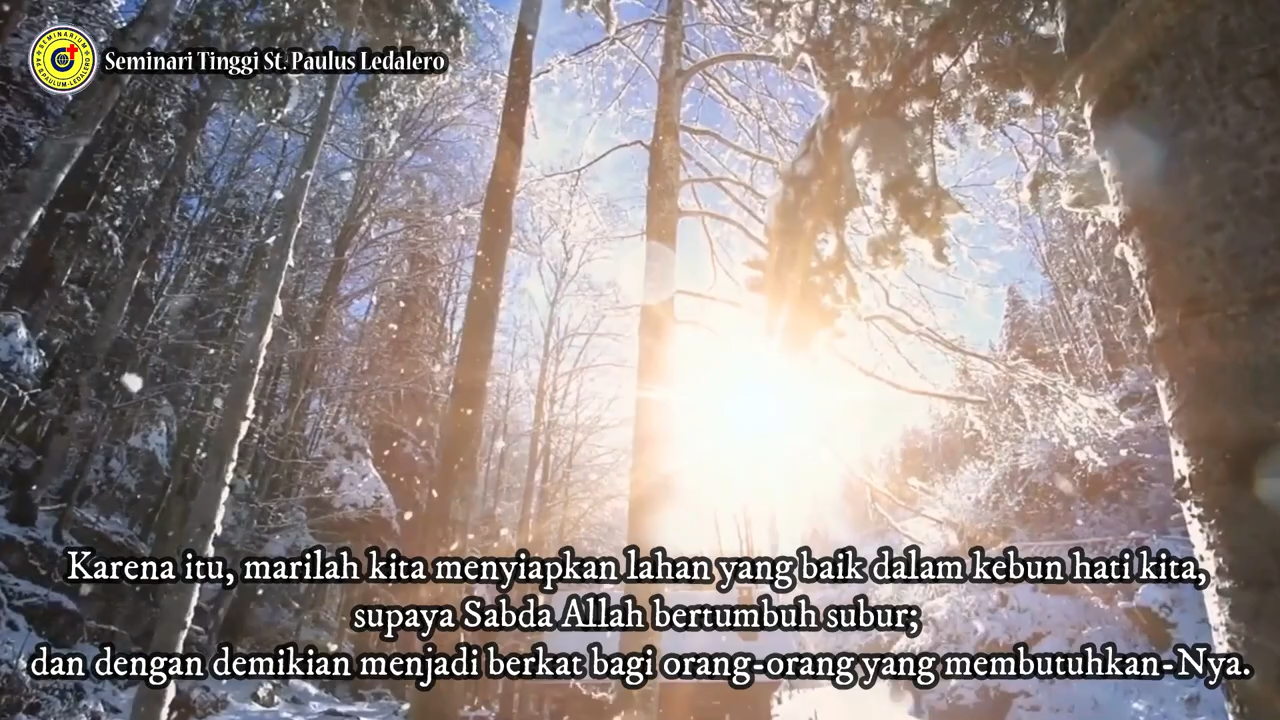 SEMINARIUM
Seminari Tinggi St. Paulus Ledalero
Karena itu, marilah kita menyiapkan lahan yang baik dalam kebun hati kita,
supaya Sabda Allah bertumbuh subur;
dan dengan demikian menjadi berkat bagi orang-orang yang membutuhkan-Nya.